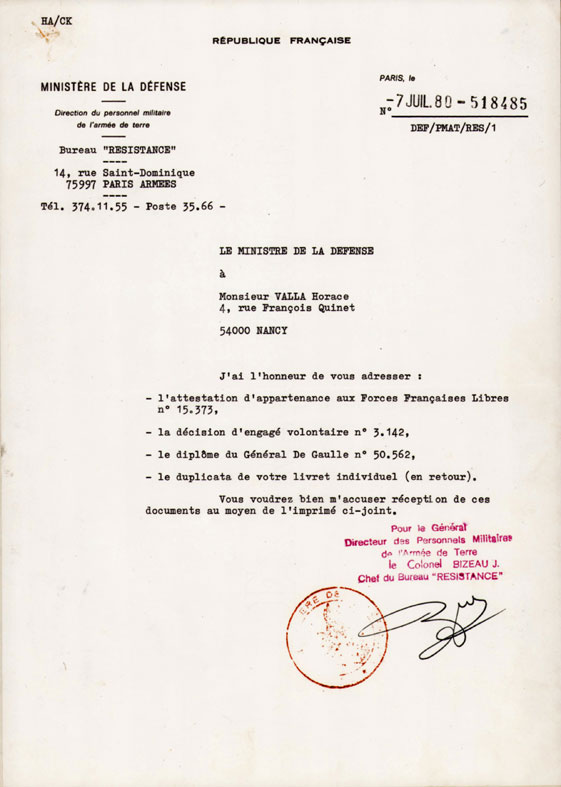 HA/CK
RÉPUBLIQUE FRANÇAISE
MINISTÈRE DE LA DÉFENSE
Direction du personnel militaire
de l'armée de terre
Bureau "RESISTANCE"
14, rue Saint-Dominique
75997 PARIS ARMEES
Tél. 374.11.55 - Poste 35.66 -
PARIS, le
N° -7 JUIL. 80 - 518485
DEF/PMAT/RES/1
LE MINISTRE DE LA DEFENSE
à
Monsieur VALLA Horace
4, rue François Quinet
54000 NANCY
J'ai l'honneur de vous adresser :
- l'attestation d'appartenance aux Forces Françaises Libres
n° 15.373,
- la décision d'engagé volontaire n° 3.142,
- le diplôme du Général De Gaulle n° 50.562,
- le duplicata de votre livret individuel (en retour).
Vous voudrez bien m'accuser réception de ces
documents au moyen de l'imprimé ci-joint.
Pour le Général
Directeur des Personnels Militaires
de l'Armée de Terre
le Colonel BIZEAU J.
Chef du Bureau "RESISTANCE"